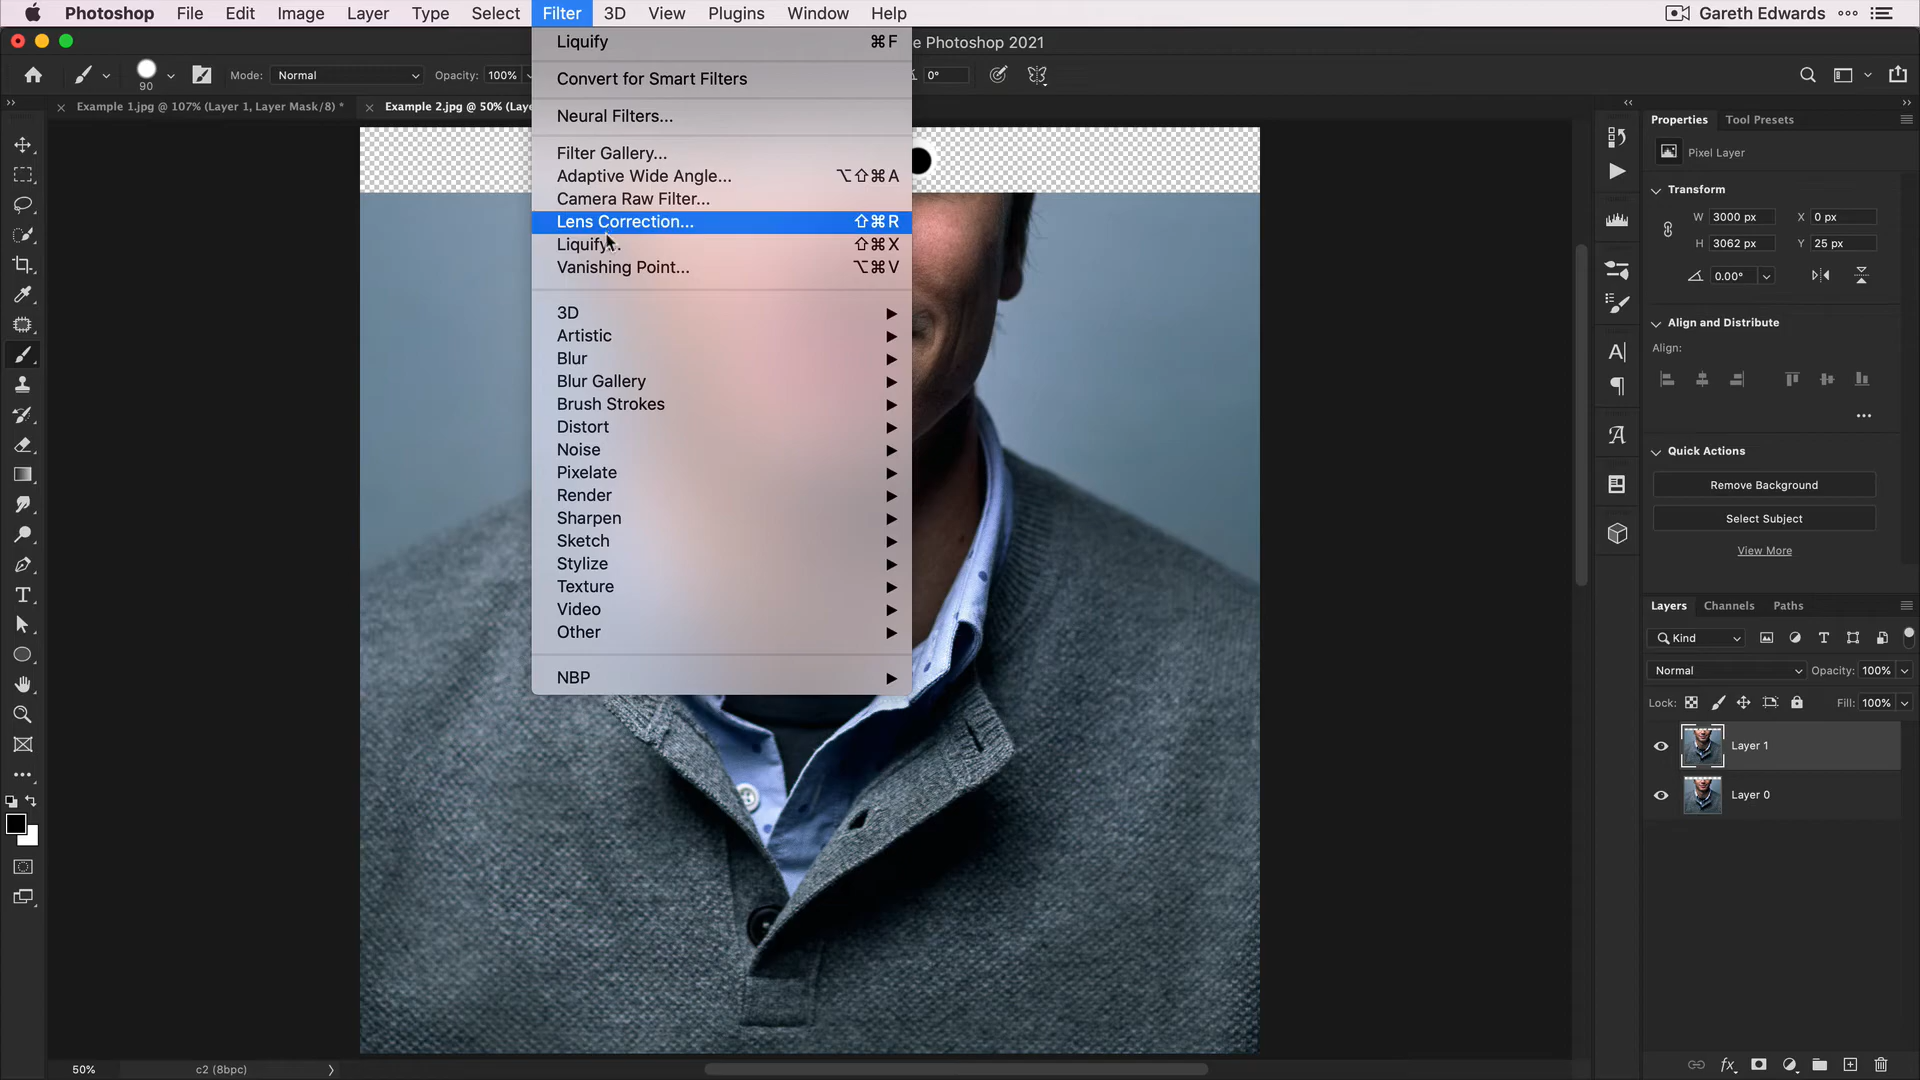 Photoshop File Edit Image Layer Type Select Filter 3D View Plugins Window Help Gareth Edwards
e Photoshop 2021
90 Mode: Normal Opacity: 100% 0°
Example 1.jpg @ 107% (Layer 1, Layer Mask/8) * Example 2.jpg @ 50% (Laye
Liquify ⌘F
Convert for Smart Filters
Neural Filters...
Filter Gallery...
Adaptive Wide Angle... ⌥⇧⌘A
Camera Raw Filter...
Lens Correction... ⇧⌘R
Liquify... ⇧⌘X
Vanishing Point... ⌥⌘V
3D
Artistic
Blur
Blur Gallery
Brush Strokes
Distort
Noise
Pixelate
Render
Sharpen
Sketch
Stylize
Texture
Video
Other
NBP
Properties Tool Presets
Pixel Layer
Transform
W 3000 px X 0 px
H 3062 px Y 25 px
0.00°
Align and Distribute
Align:
Quick Actions
Remove Background
Select Subject
View More
Layers Channels Paths
Kind
Normal Opacity: 100%
Lock: Fill: 100%
Layer 1
Layer 0
50% c2 (8bpc)